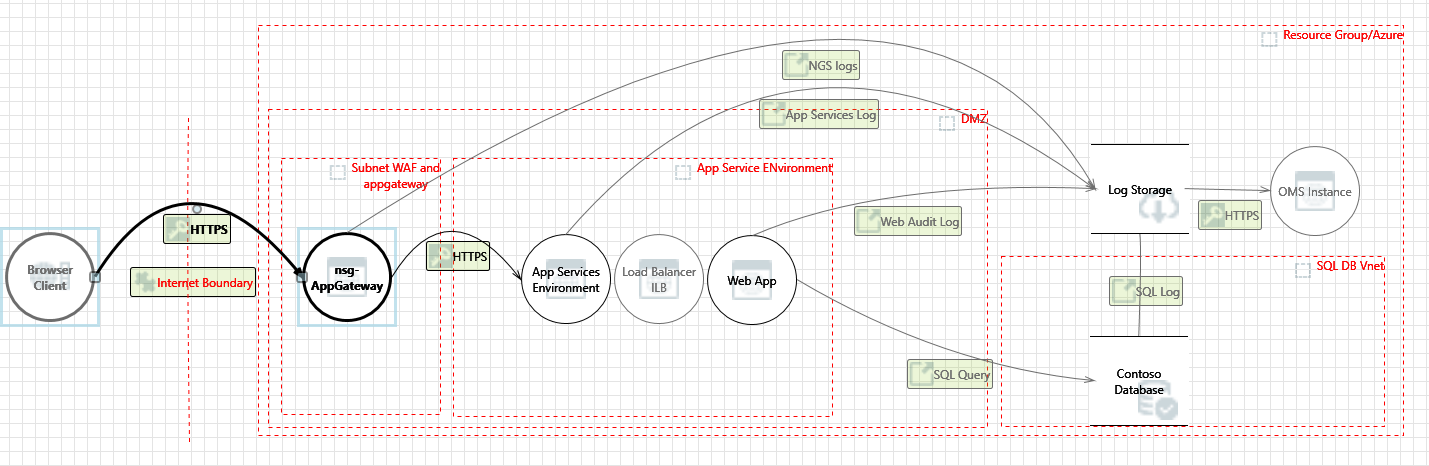 Resource Group/Azure
NGS logs
App Services Log
DMZ
Subnet WAF and
appgateway
App Service ENvironment
Log Storage
OMS Instance
HTTPS
Web Audit Log
HTTPS
HTTPS
Browser
Client
Internet Boundary
nsg-
AppGateway
App Services
Environment
Load Balancer
ILB
Web App
SQL DB Vnet
SQL Log
SQL Query
Contoso
Database